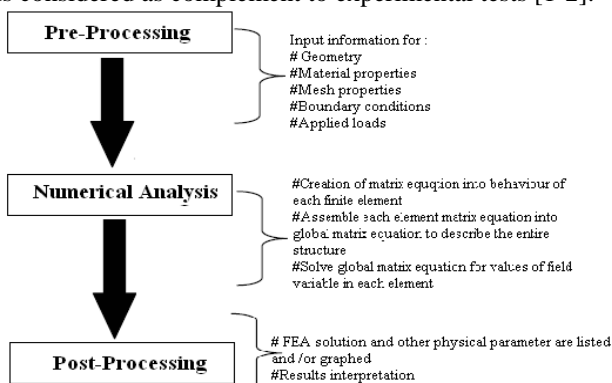 is considered as complement to experimental tests [1-2].
Pre-Processing
Input information for :
# Geometry
#Material properties
#Mesh properties
#Boundary conditions
#Applied loads
Numerical Analysis
#Creation of matrix equqtion into behaviour of
each finite element
#Assemble each element matrix equation into
global matrix equation to describe the entire
structure
#Solve global matrix equation for values of field
variable in each element
Post-Processing
# FEA solution and other physical parameter are listed
and /or graphed
#Results interpretation